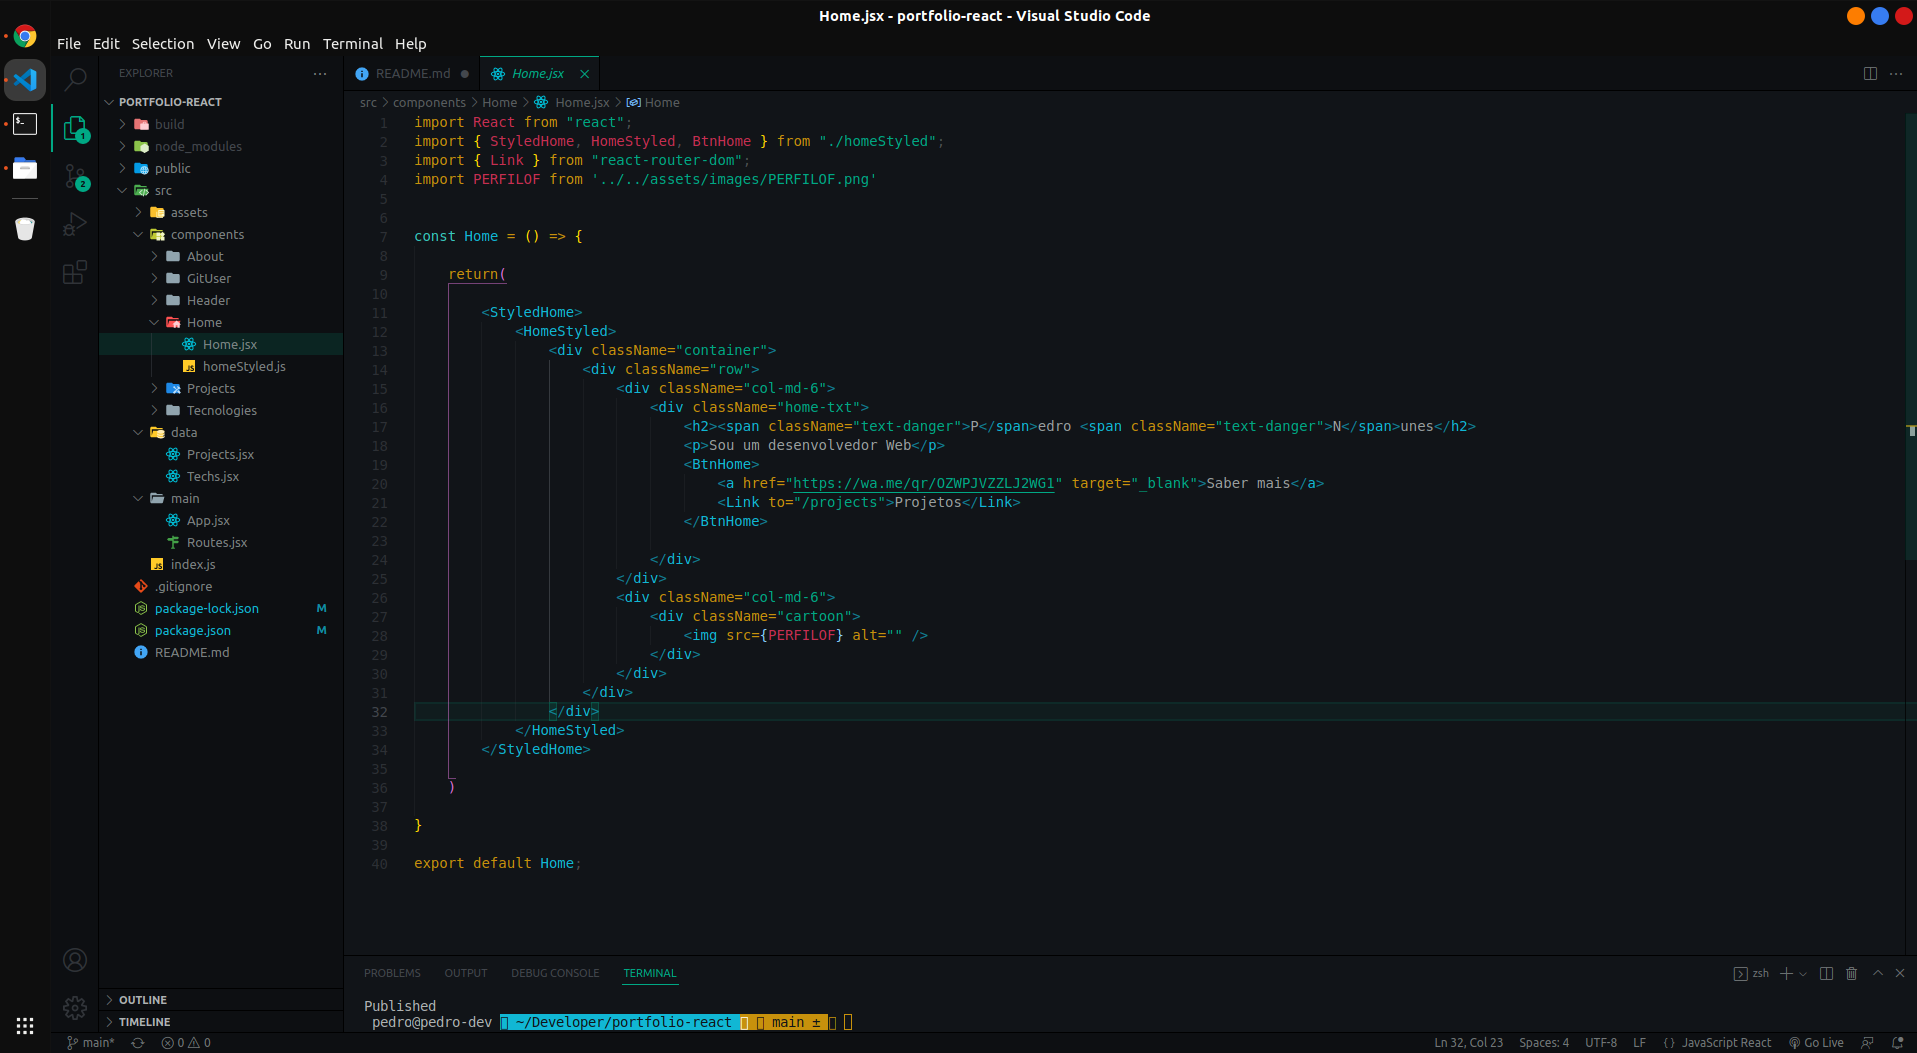 Home.jsx - portfolio-react - Visual Studio Code
File Edit Selection View Go Run Terminal Help
EXPLORER
PORTFOLIO-REACT
build
node_modules
public
src
assets
components
About
GitUser
Header
Home
Home.jsx
homeStyled.js
Projects
Tecnologies
data
Projects.jsx
Techs.jsx
main
App.jsx
Routes.jsx
index.js
.gitignore
package-lock.json M
package.json M
README.md
OUTLINE
TIMELINE
1
2
README.md Home.jsx
src > components > Home > Home.jsx > Home
1 import React from "react";
2 import { StyledHome, HomeStyled, BtnHome } from "./homeStyled";
3 import { Link } from "react-router-dom";
4 import PERFILOF from '../../assets/images/PERFILOF.png'
5
6
7 const Home = () => {
8
9 return(
10
11 <StyledHome>
12 <HomeStyled>
13 <div className="container">
14 <div className="row">
15 <div className="col-md-6">
16 <div className="home-txt">
17 <h2><span className="text-danger">P</span>edro <span className="text-danger">N</span>unes</h2>
18 <p>Sou um desenvolvedor Web</p>
19 <BtnHome>
20 <a href="https://wa.me/qr/OZWPJVZZLJ2WG1" target="_blank">Saber mais</a>
21 <Link to="/projects">Projetos</Link>
22 </BtnHome>
23
24 </div>
25 </div>
26 <div className="col-md-6">
27 <div className="cartoon">
28 <img src={PERFILOF} alt="" />
29 </div>
30 </div>
31 </div>
32 </div>
33 </HomeStyled>
34 </StyledHome>
35
36 )
37
38 }
39
40 export default Home;
PROBLEMS OUTPUT DEBUG CONSOLE TERMINAL
zsh
Published
pedro@pedro-dev ~/Developer/portfolio-react main ±
main* 0 0
Ln 32, Col 23 Spaces: 4 UTF-8 LF {} JavaScript React Go Live